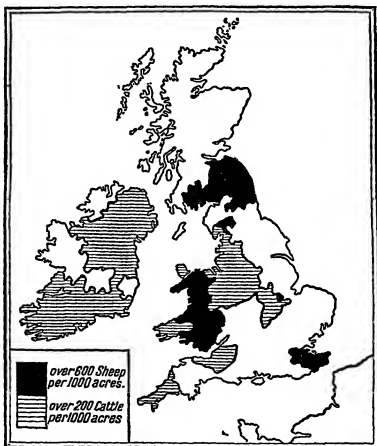 over 600 Sheep
per 1000 acres.
over 200 Cattle
per 1000 acres